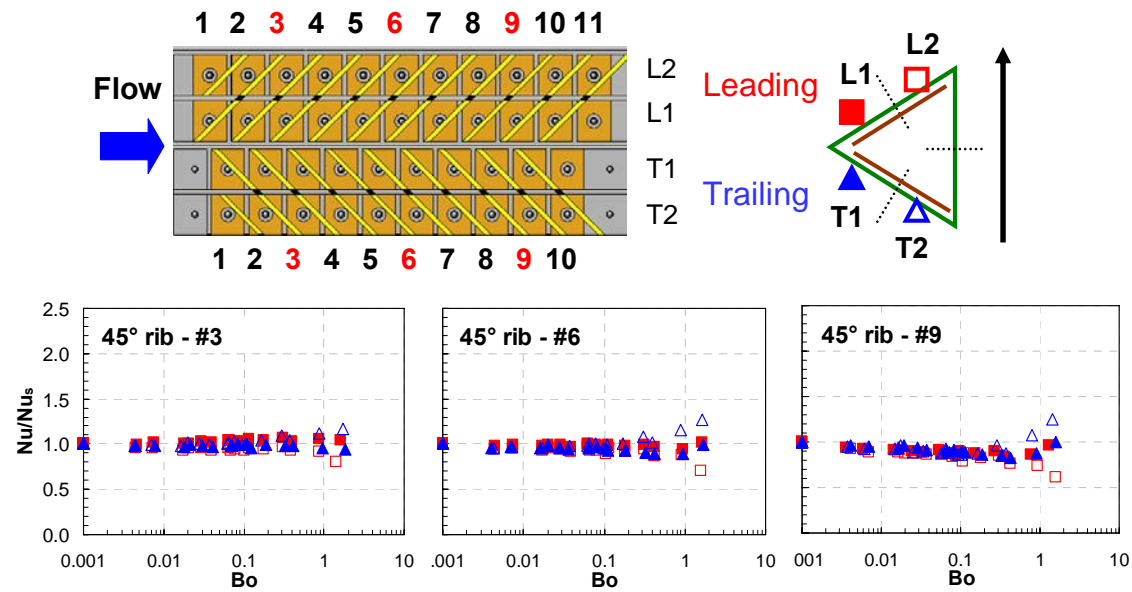 1 2 3 4 5 6 7 8 9 10 11
Flow
L2
L1
T1
T2
1 2 3 4 5 6 7 8 9 10
Leading
Trailing
L2
L1
T1
T2
45° rib - #3
45° rib - #6
45° rib - #9
Nu/Nus
2.5
2.0
1.5
1.0
0.5
0.0
0.001 0.01 0.1 1 10
Bo
.001 0.01 0.1 1 10
Bo
.001 0.01 0.1 1 10
Bo